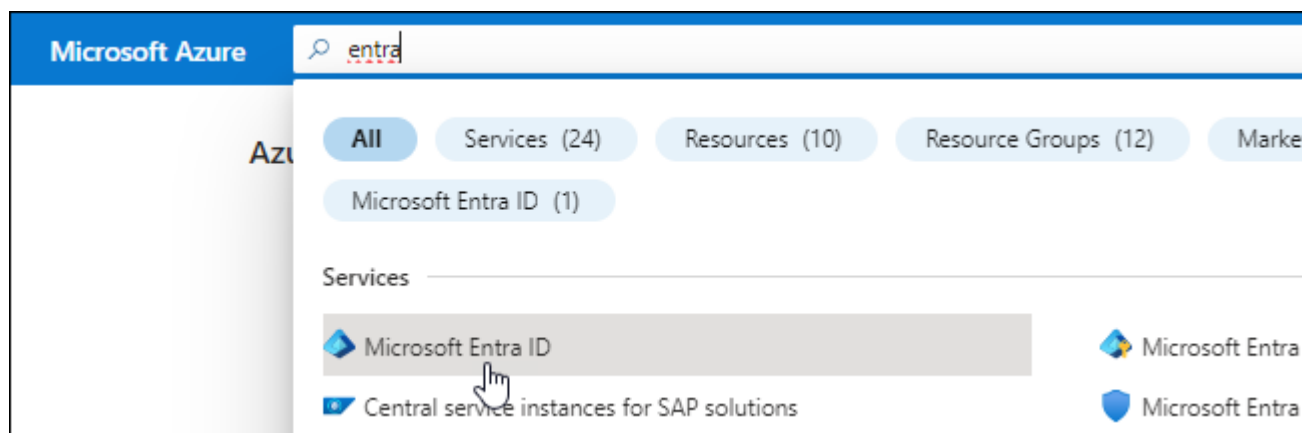 Microsoft Azure
entra
All
Services (24)
Resources (10)
Resource Groups (12)
Marke
Azu
Microsoft Entra ID (1)
Services
Microsoft Entra ID
Microsoft Entra
Central service instances for SAP solutions
Microsoft Entra